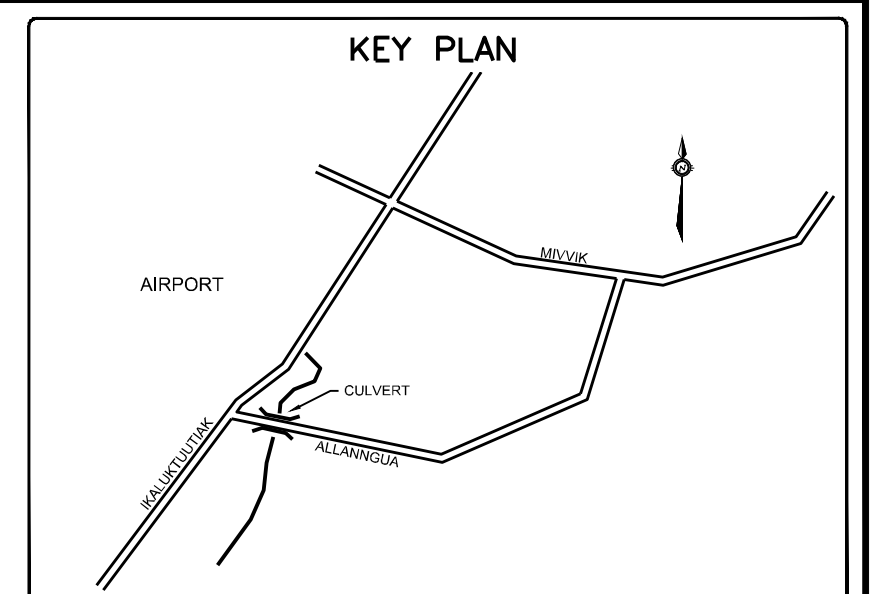 KEY PLAN
N
MIVVIK
AIRPORT
CULVERT
IKALUKTUUTIAK
ALLANNGUA